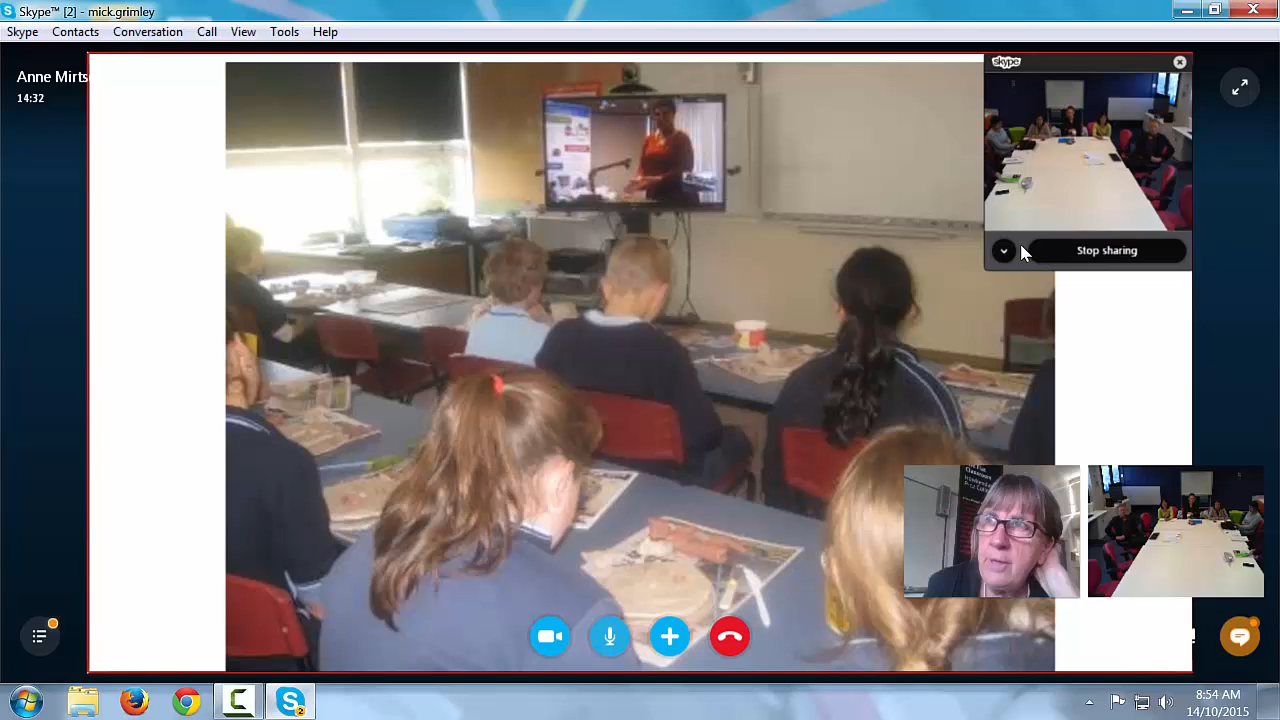 Skype™ [2] - mick.grimley
Skype Contacts Conversation Call View Tools Help
Anne Mirts
14:32
skype
Stop sharing
Classroom
8:54 AM
14/10/2015